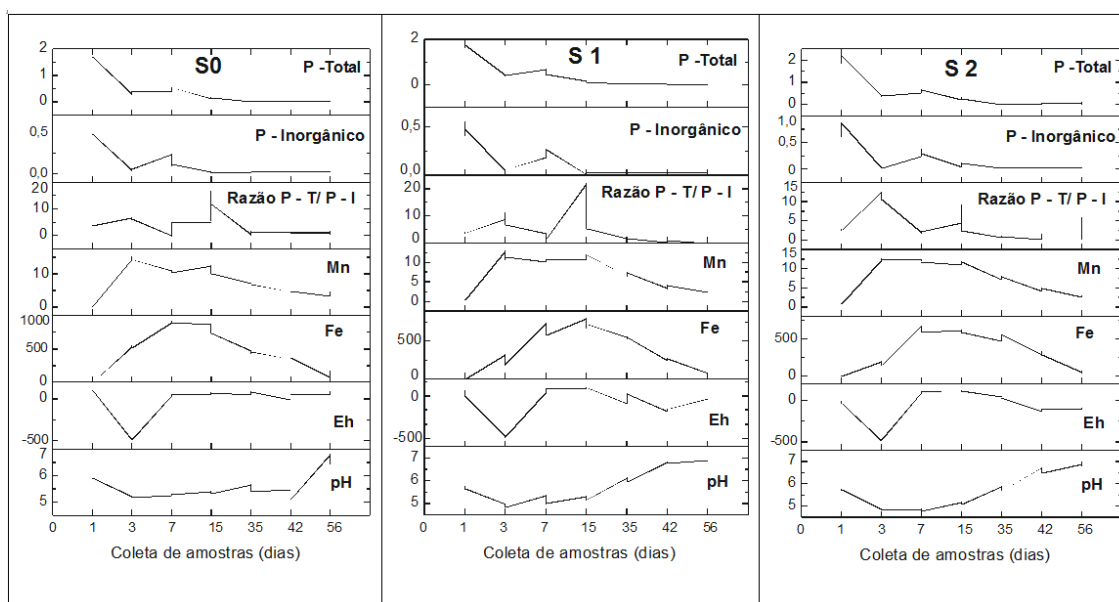 S0
P -Total
2
1
0
P - Inorgânico
0,5
0,0
Razão P - T/ P - I
20
10
0
Mn
10
0
Fe
1000
500
0
Eh
0
-500
pH
7
6
5
0 1 3 7 15 35 42 56
Coleta de amostras (dias)
S 1
P -Total
2
0
P - Inorgânico
0,5
0,0
Razão P - T/ P - I
20
10
0
Mn
10
5
0
Fe
500
0
Eh
0
-500
pH
7
6
5
0 1 3 7 15 35 42 56
Coleta de amostras (dias)
S 2
P -Total
2
1
0
P - Inorgânico
1,0
0,5
0
Razão P - T/ P - I
15
10
5
0
Mn
15
10
5
0
Fe
500
0
Eh
0
-500
pH
7
6
5
0 1 3 7 15 35 42 56
Coleta de amostras (dias)